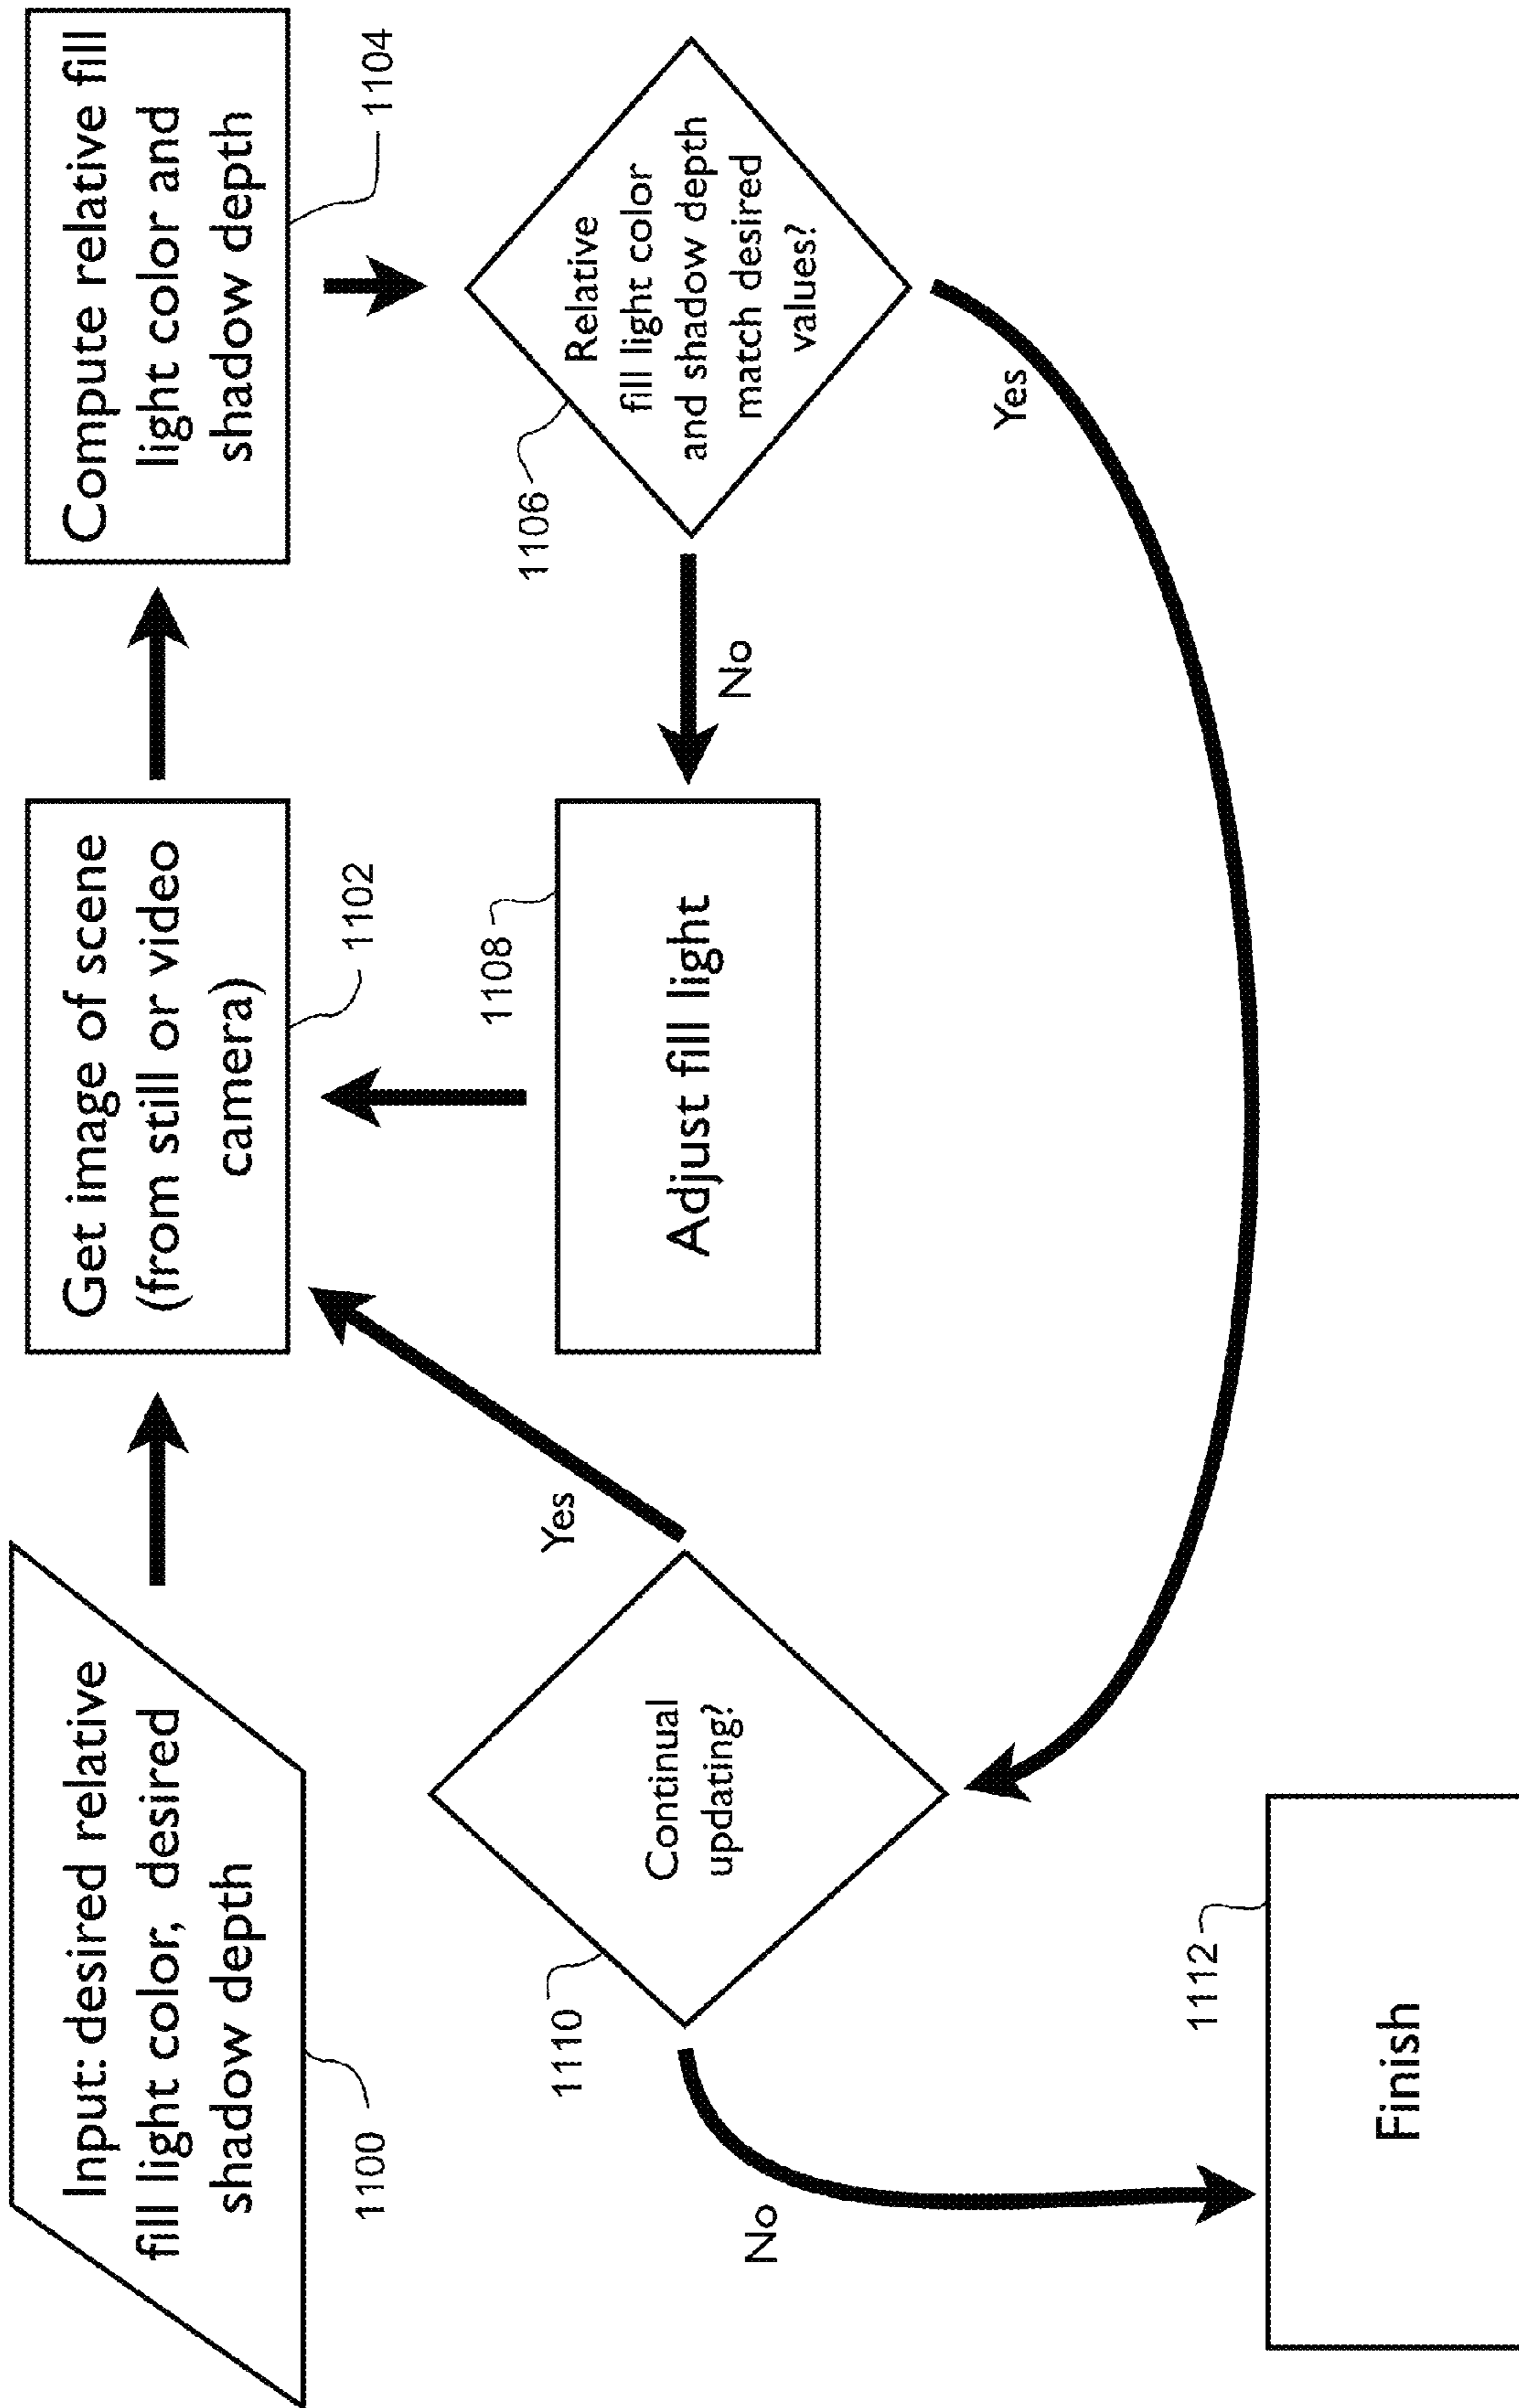 Input: desired relative
fill light color, desired
shadow depth
1100
Get image of scene
(from still or video
camera)
1102
Compute relative fill
light color and
shadow depth
1104
Relative
fill light color
and shadow depth
match desired
values?
1106
No
Yes
Adjust fill light
1108
Continual
updating?
1110
Yes
No
Finish
1112